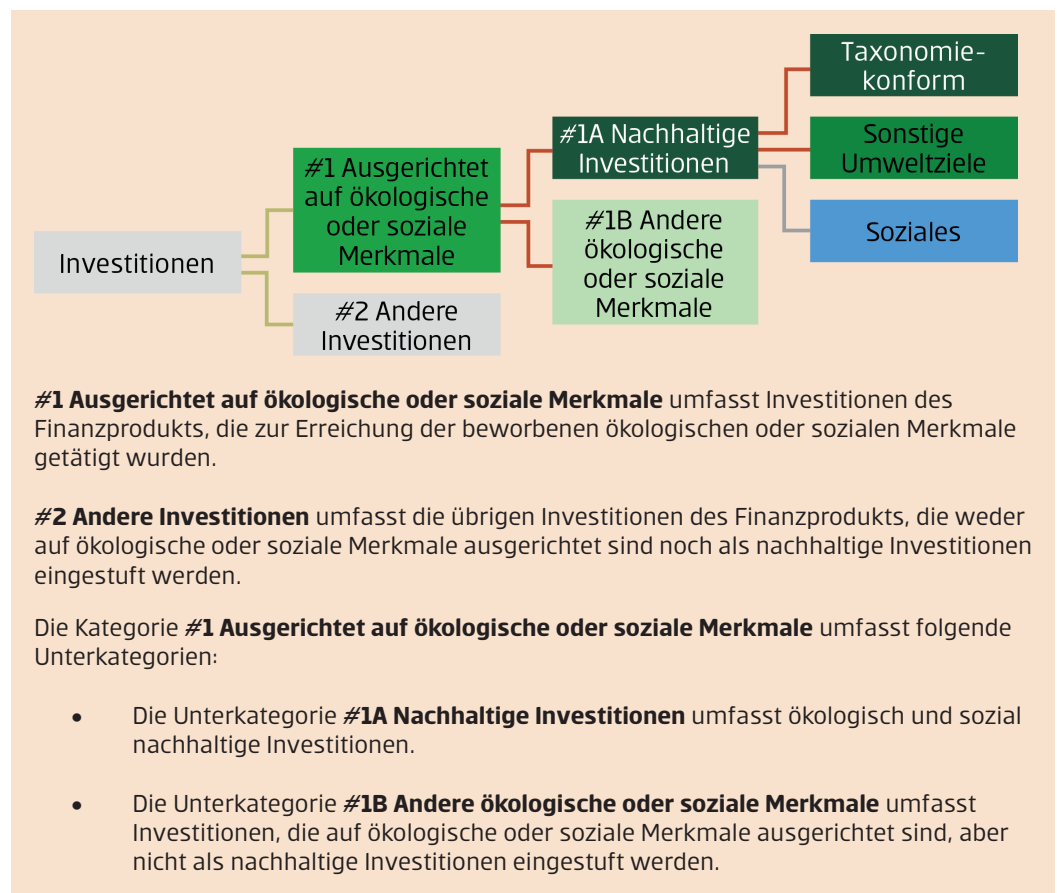 Taxonomie-
konform
#1A Nachhaltige
Investitionen
Sonstige
Umweltziele
#1 Ausgerichtet
auf ökologische
oder soziale
Merkmale
#1B Andere
ökologische
oder soziale
Merkmale
Soziales
Investitionen
#2 Andere
Investitionen
#1 Ausgerichtet auf ökologische oder soziale Merkmale umfasst Investitionen des
Finanzprodukts, die zur Erreichung der beworbenen ökologischen oder sozialen Merkmale
getätigt wurden.
#2 Andere Investitionen umfasst die übrigen Investitionen des Finanzprodukts, die weder
auf ökologische oder soziale Merkmale ausgerichtet sind noch als nachhaltige Investitionen
eingestuft werden.
Die Kategorie #1 Ausgerichtet auf ökologische oder soziale Merkmale umfasst folgende
Unterkategorien:
• Die Unterkategorie #1A Nachhaltige Investitionen umfasst ökologisch und sozial
nachhaltige Investitionen.
• Die Unterkategorie #1B Andere ökologische oder soziale Merkmale umfasst
Investitionen, die auf ökologische oder soziale Merkmale ausgerichtet sind, aber
nicht als nachhaltige Investitionen eingestuft werden.